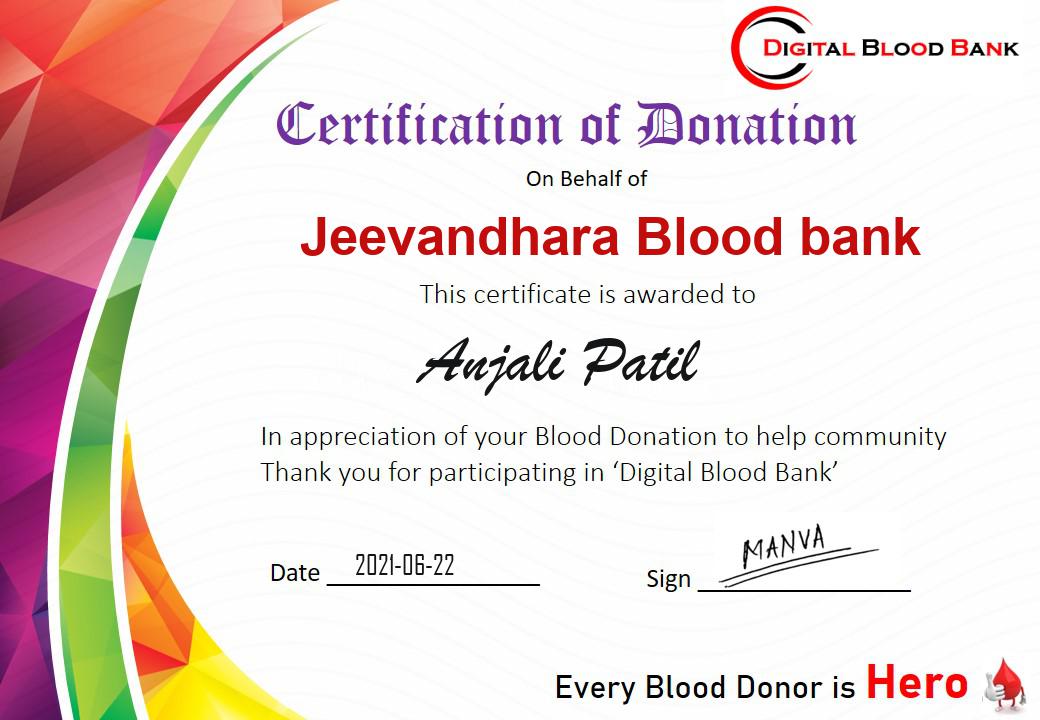 DIGITAL BLOOD BANK
Certification of Donation
On Behalf of
Jeevandhara Blood bank
This certificate is awarded to
Anjali Patil
In appreciation of your Blood Donation to help community
Thank you for participating in ‘Digital Blood Bank’
Date 2021-06-22
Sign MANVA
Every Blood Donor is Hero